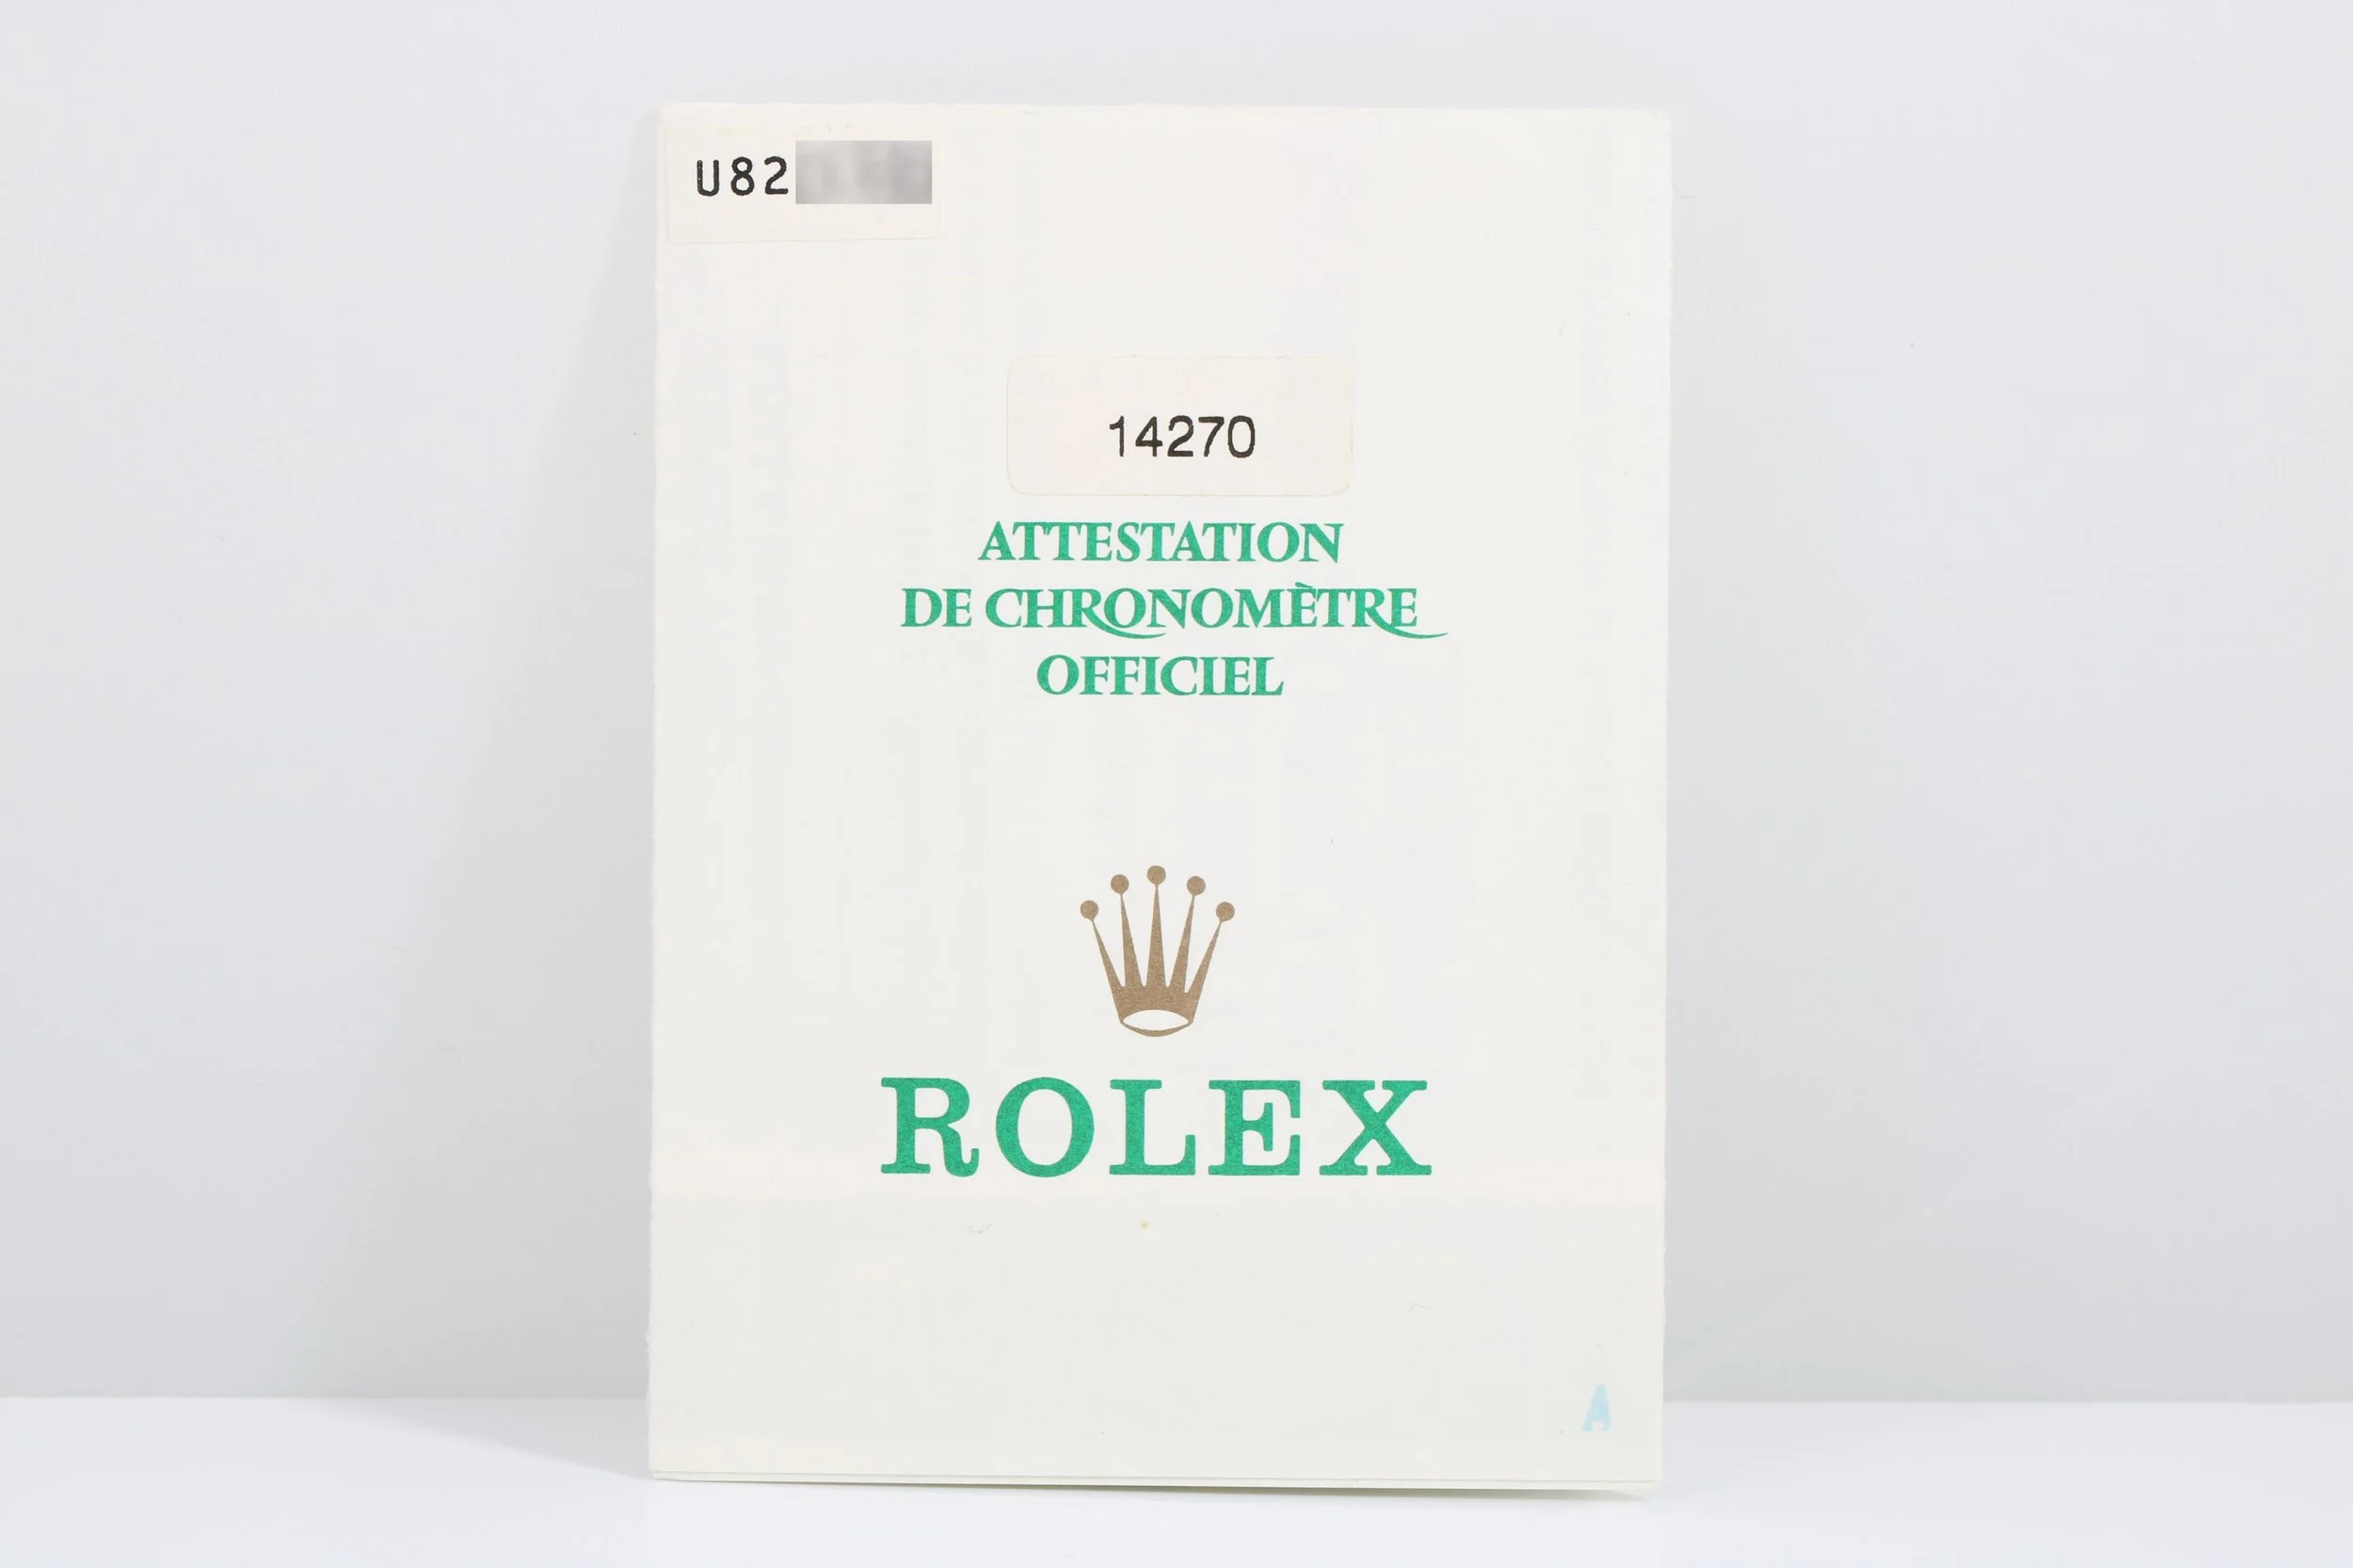 U82
14270
ATTESTATION
DE CHRONOMÈTRE
OFFICIEL
ROLEX
A